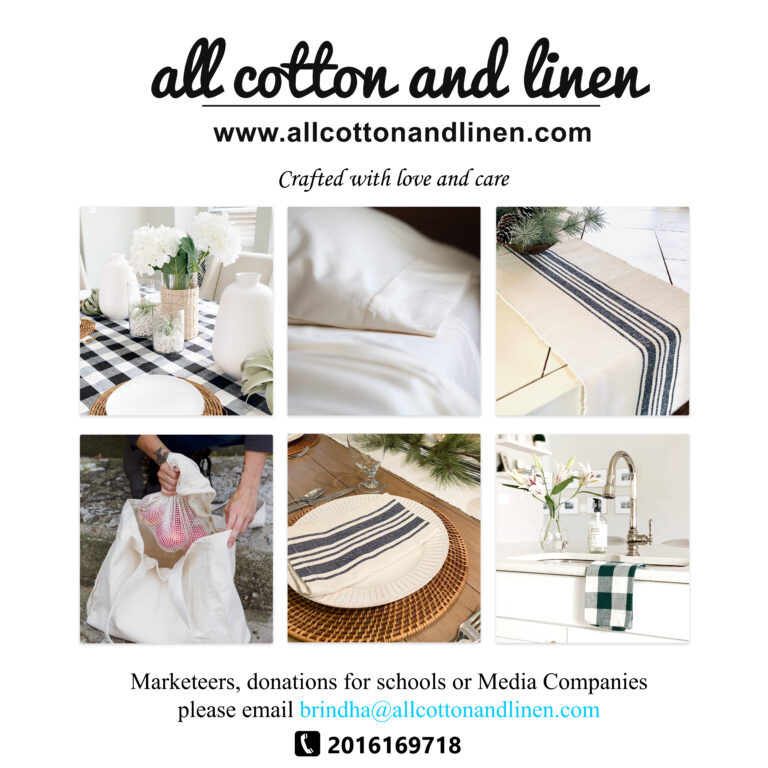 all cotton and linen
www.allcottonandlinen.com
Crafted with love and care
Marketeers, donations for schools or Media Companies
please email brindha@allcottonandlinen.com
2016169718